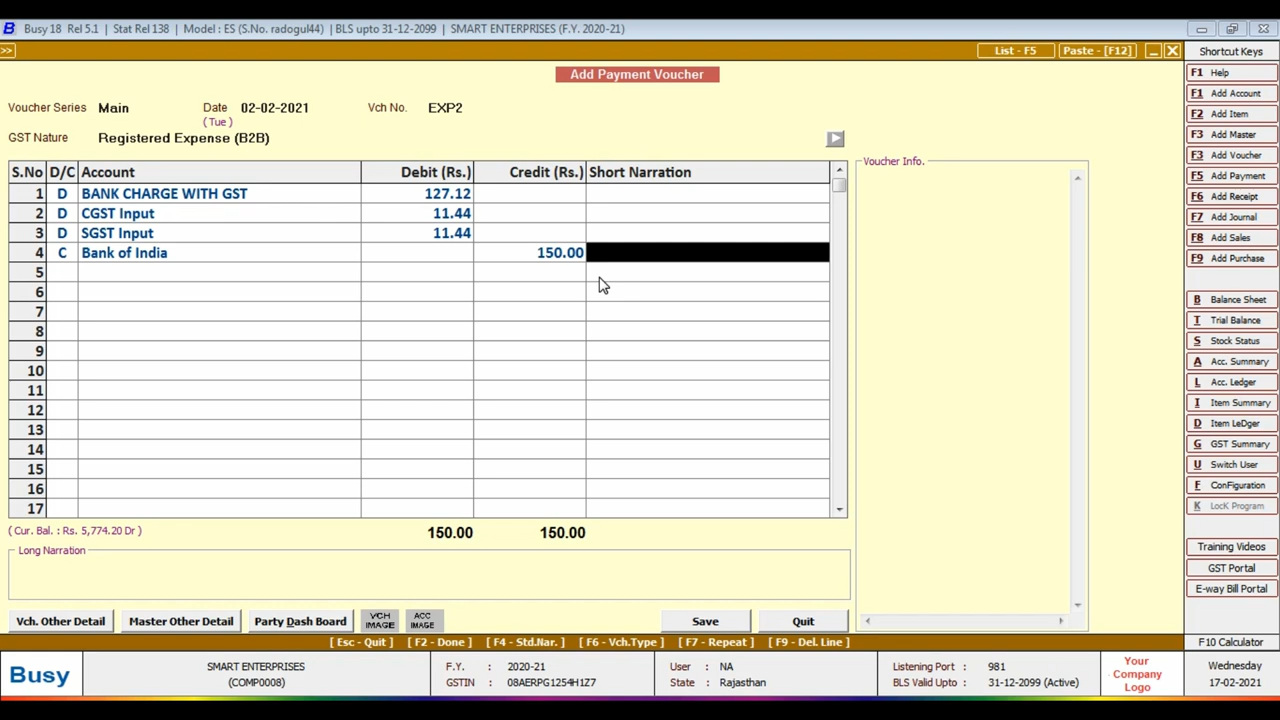 Busy 18 Rel 5.1 | Stat Rel 138 | Model : ES (S.No. radogul44) | BLS upto 31-12-2099 | SMART ENTERPRISES (F.Y. 2020-21)
>> List - F5 Paste - [F12]
Add Payment Voucher
Voucher Series Main Date 02-02-2021 Vch No. EXP2
(Tue)
GST Nature Registered Expense (B2B)
S.No D/C Account Debit (Rs.) Credit (Rs.) Short Narration
1 D BANK CHARGE WITH GST 127.12
2 D CGST Input 11.44
3 D SGST Input 11.44
4 C Bank of India 150.00
5
6
7
8
9
10
11
12
13
14
15
16
17
( Cur. Bal. : Rs. 5,774.20 Dr ) 150.00 150.00
Long Narration
Vch. Other Detail Master Other Detail Party Dash Board VCH IMAGE ACC IMAGE Save Quit
[ Esc - Quit ] [ F2 - Done ] [ F4 - Std.Nar. ] [ F6 - Vch.Type ] [ F7 - Repeat ] [ F9 - Del. Line ]
Voucher Info.
Shortcut Keys
F1 Help
F1 Add Account
F2 Add Item
F3 Add Master
F3 Add Voucher
F5 Add Payment
F6 Add Receipt
F7 Add Journal
F8 Add Sales
F9 Add Purchase
B Balance Sheet
T Trial Balance
S Stock Status
A Acc. Summary
L Acc. Ledger
I Item Summary
D Item LeDger
G GST Summary
U Switch User
F ConFiguration
K LocK Program
Training Videos
GST Portal
E-way Bill Portal
F10 Calculator
Busy
SMART ENTERPRISES
(COMP0008)
F.Y. : 2020-21
GSTIN : 08AERPG1254H1Z7
User : NA
State : Rajasthan
Listening Port : 981
BLS Valid Upto : 31-12-2099 (Active)
Your
Company
Logo
Wednesday
17-02-2021